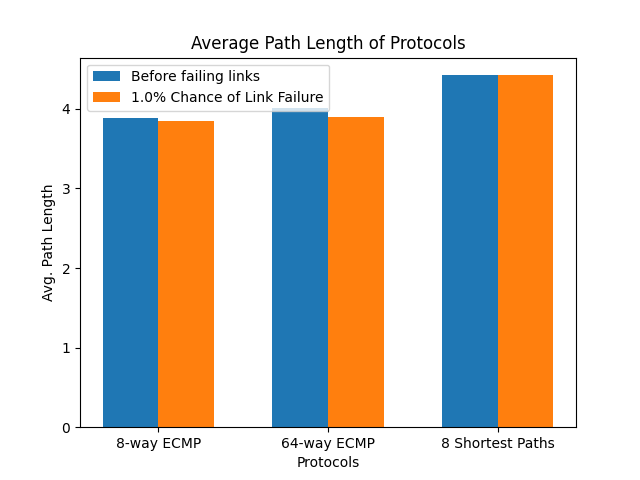 Average Path Length of Protocols
Before failing links
1.0% Chance of Link Failure
Avg. Path Length
4
3
2
1
0
8-way ECMP
64-way ECMP
8 Shortest Paths
Protocols